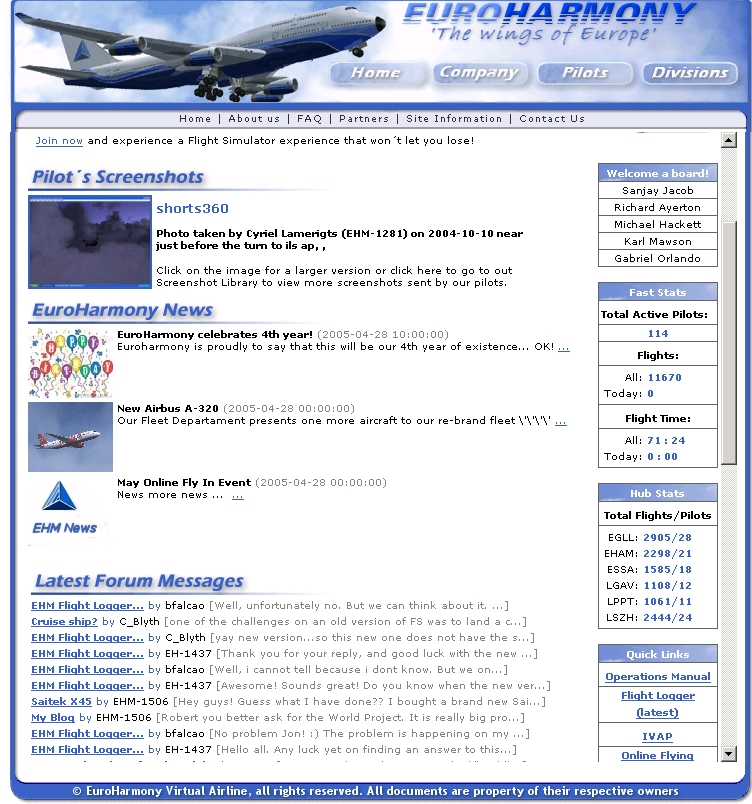 EUROHARMONY
'The wings of Europe'
Home Company Pilots Divisions
Home | About us | FAQ | Partners | Site Information | Contact Us
Join now and experience a Flight Simulator experience that won´t let you lose!
Pilot´s Screenshots
shorts360
Photo taken by Cyriel Lamerigts (EHM-1281) on 2004-10-10 near
just before the turn to ils ap, ,
Click on the image for a larger version or click here to go to out
Screenshot Library to view more screenshots sent by our pilots.
EuroHarmony News
HAPPY
BIRTHDAY
EuroHarmony celebrates 4th year! (2005-04-28 10:00:00)
Euroharmony is proudly to say that this will be our 4th year of existence... OK! ...
New Airbus A-320 (2005-04-28 00:00:00)
Our Fleet Departament presents one more aircraft to our re-brand fleet \'\'\'\' ...
May Online Fly In Event (2005-04-28 00:00:00)
News more news ... ...
EHM News
Latest Forum Messages
EHM Flight Logger... by bfalcao [Well, unfortunately no. But we can think about it. ...]
Cruise ship? by C_Blyth [one of the challenges on an old version of FS was to land a c...]
EHM Flight Logger... by C_Blyth [yay new version...so this new one does not have the s...]
EHM Flight Logger... by EH-1437 [Thank you for your reply, and good luck with the new ...]
EHM Flight Logger... by bfalcao [Well, i cannot tell because i dont know. But we on...]
EHM Flight Logger... by EH-1437 [Awesome! Sounds great! Do you know when the new ver...]
Saitek X45 by EHM-1506 [Hey guys! Guess what I have done?? I bought a brand new Sai...]
My Blog by EHM-1506 [Robert you better ask for the World Project. It is really big pro...]
EHM Flight Logger... by bfalcao [No problem Jon! :) The problem is happening on my ...]
EHM Flight Logger... by EH-1437 [Hello all. Any luck yet on finding an answer to this...]
Welcome a board!
Sanjay Jacob
Richard Ayerton
Michael Hackett
Karl Mawson
Gabriel Orlando
Fast Stats
Total Active Pilots:
114
Flights:
All: 11670
Today: 0
Flight Time:
All: 71:24
Today: 0:00
Hub Stats
Total Flights/Pilots
EGLL: 2905/28
EHAM: 2298/21
ESSA: 1585/18
LGAV: 1108/12
LPPT: 1061/11
LSZH: 2444/24
Quick Links
Operations Manual
Flight Logger
(latest)
IVAP
Online Flying
© EuroHarmony Virtual Airline, all rights reserved. All documents are property of their respective owners